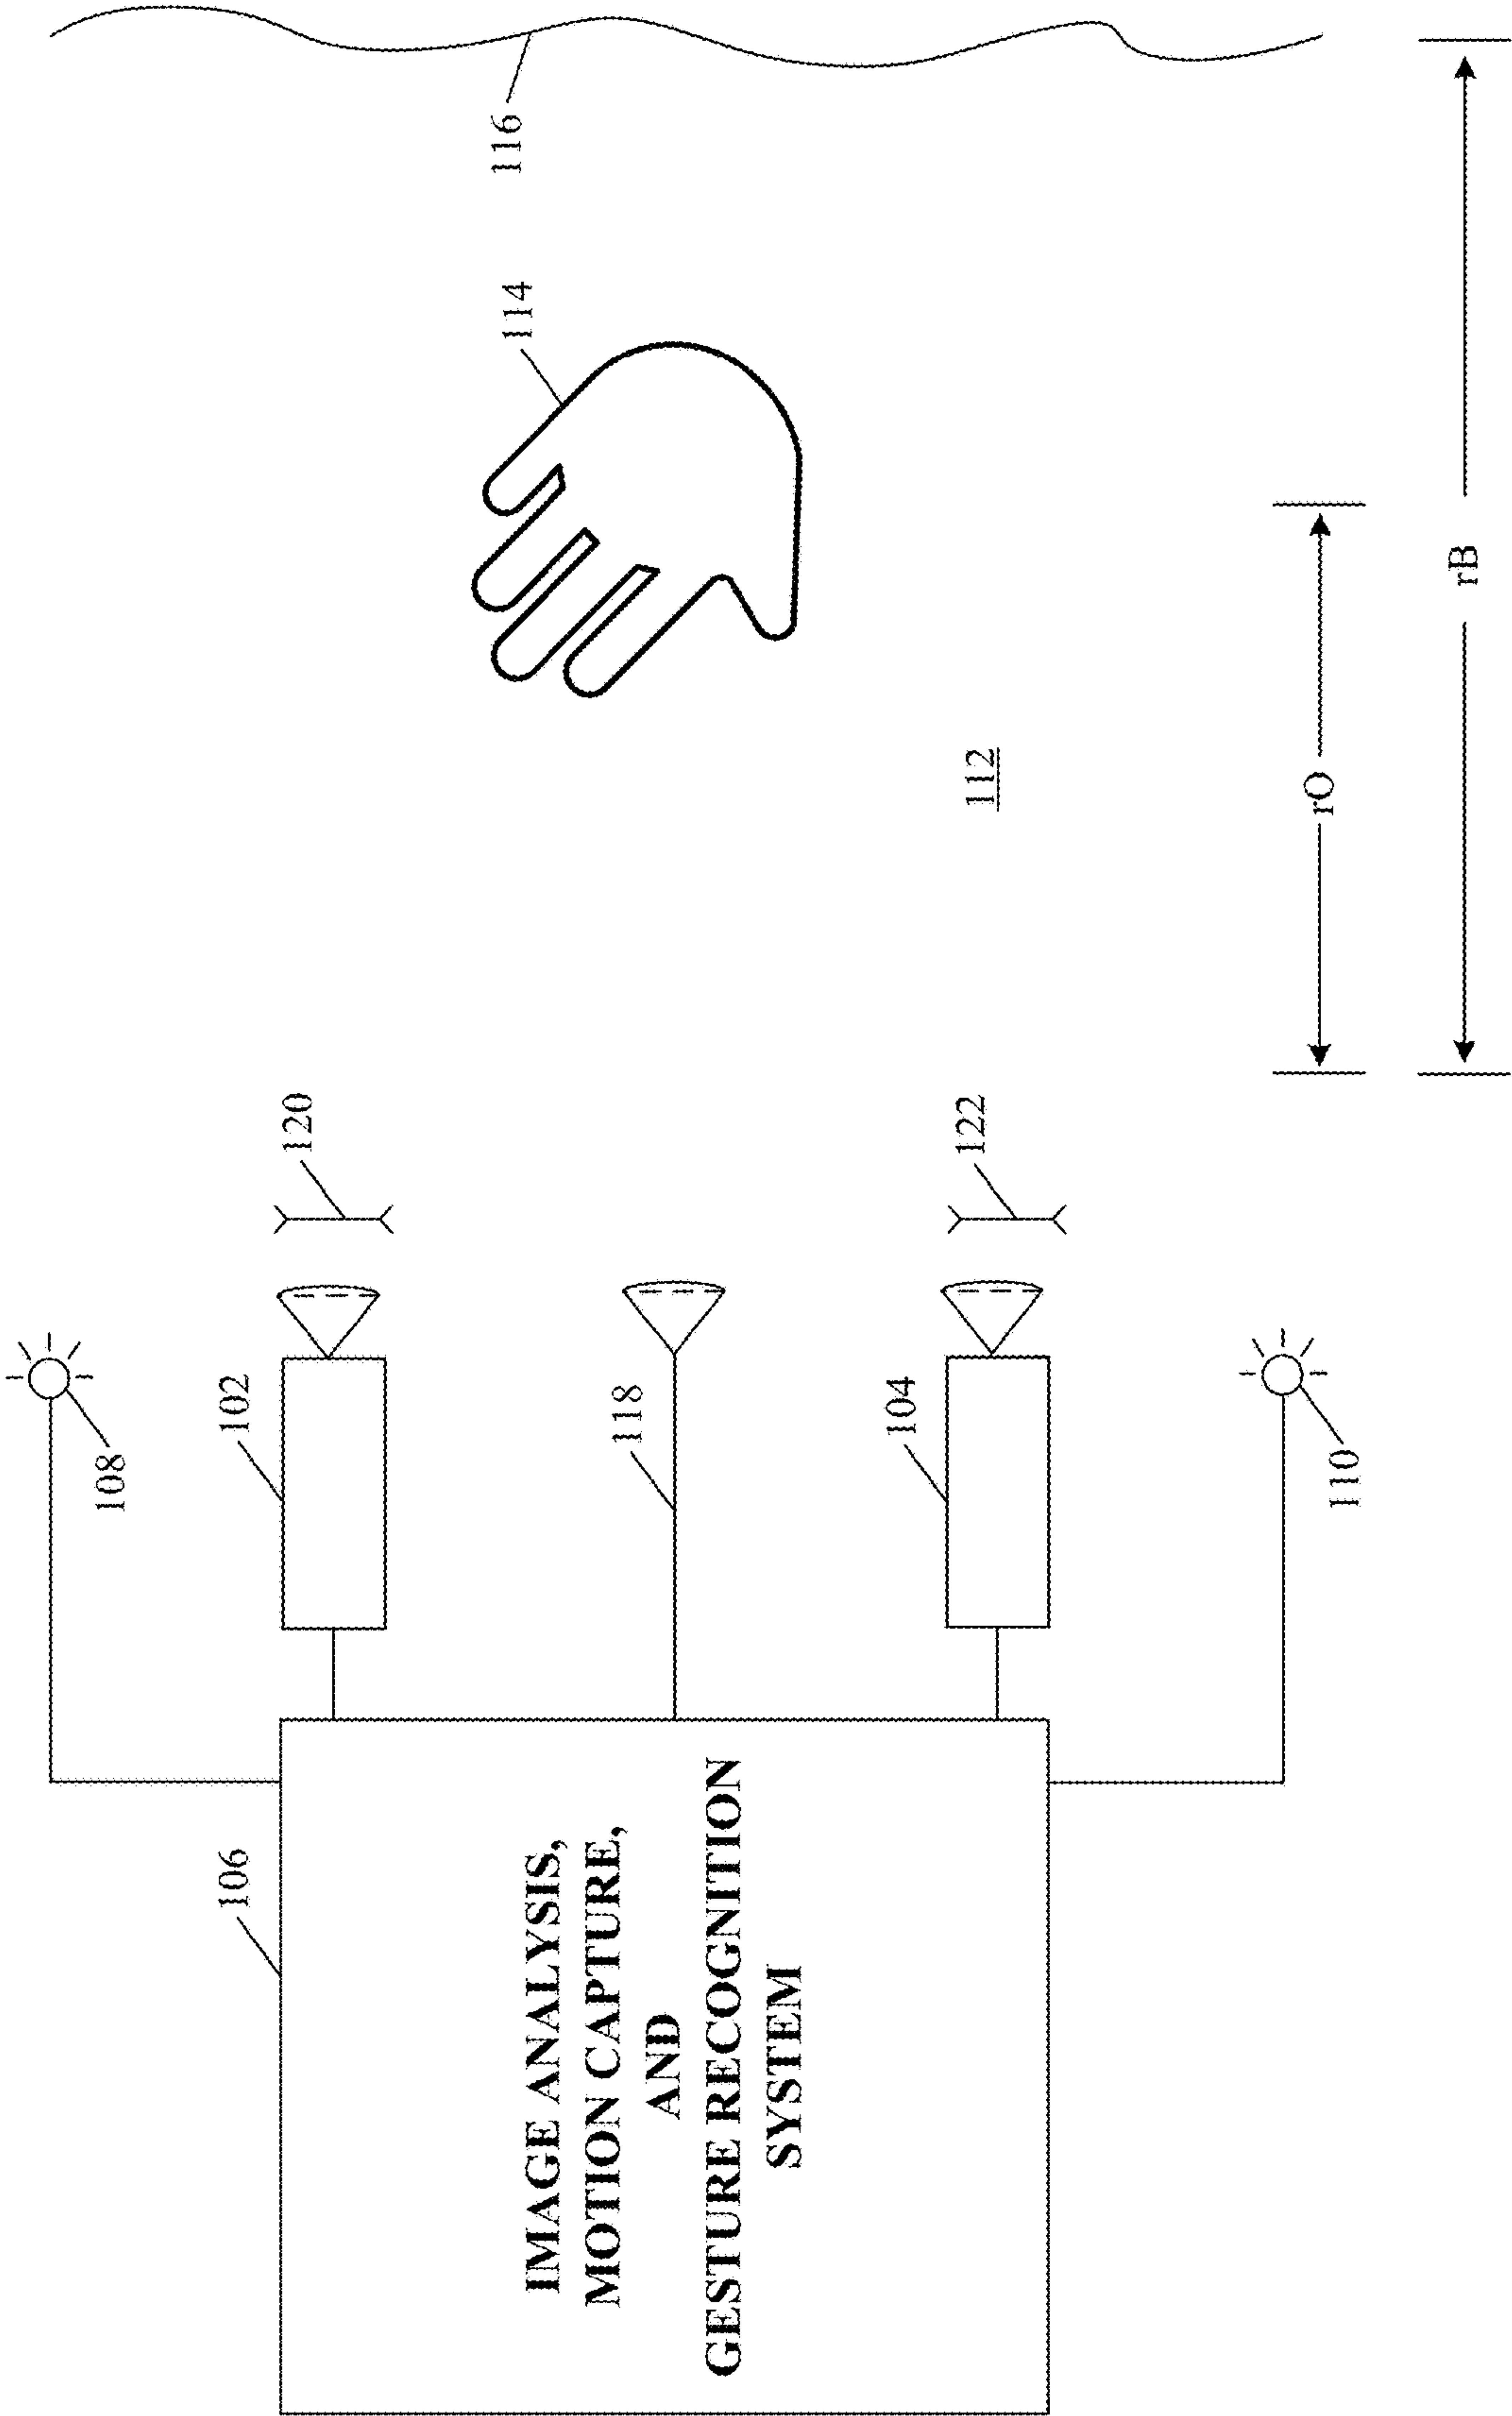 106
IMAGE ANALYSIS,
MOTION CAPTURE,
AND
GESTURE RECOGNITION
SYSTEM
108
102
118
104
110
120
122
112
114
116
rO
rB